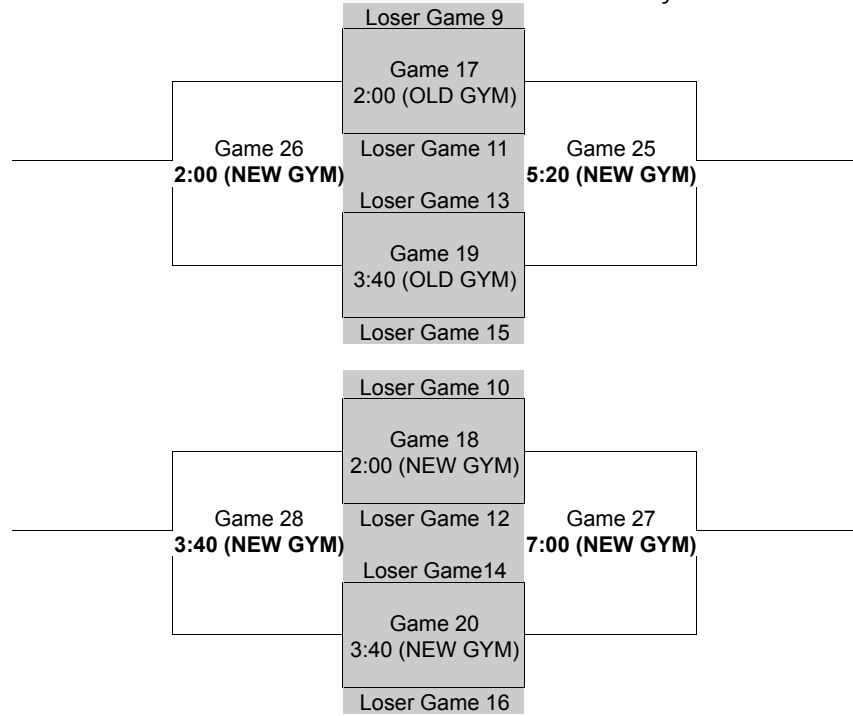 Loser Game 9
Game 17
2:00 (OLD GYM)
Game 26
2:00 (NEW GYM)
Loser Game 11
Game 25
5:20 (NEW GYM)
Loser Game 13
Game 19
3:40 (OLD GYM)
Loser Game 15
Loser Game 10
Game 18
2:00 (NEW GYM)
Game 28
3:40 (NEW GYM)
Loser Game 12
Game 27
7:00 (NEW GYM)
Loser Game14
Game 20
3:40 (NEW GYM)
Loser Game 16